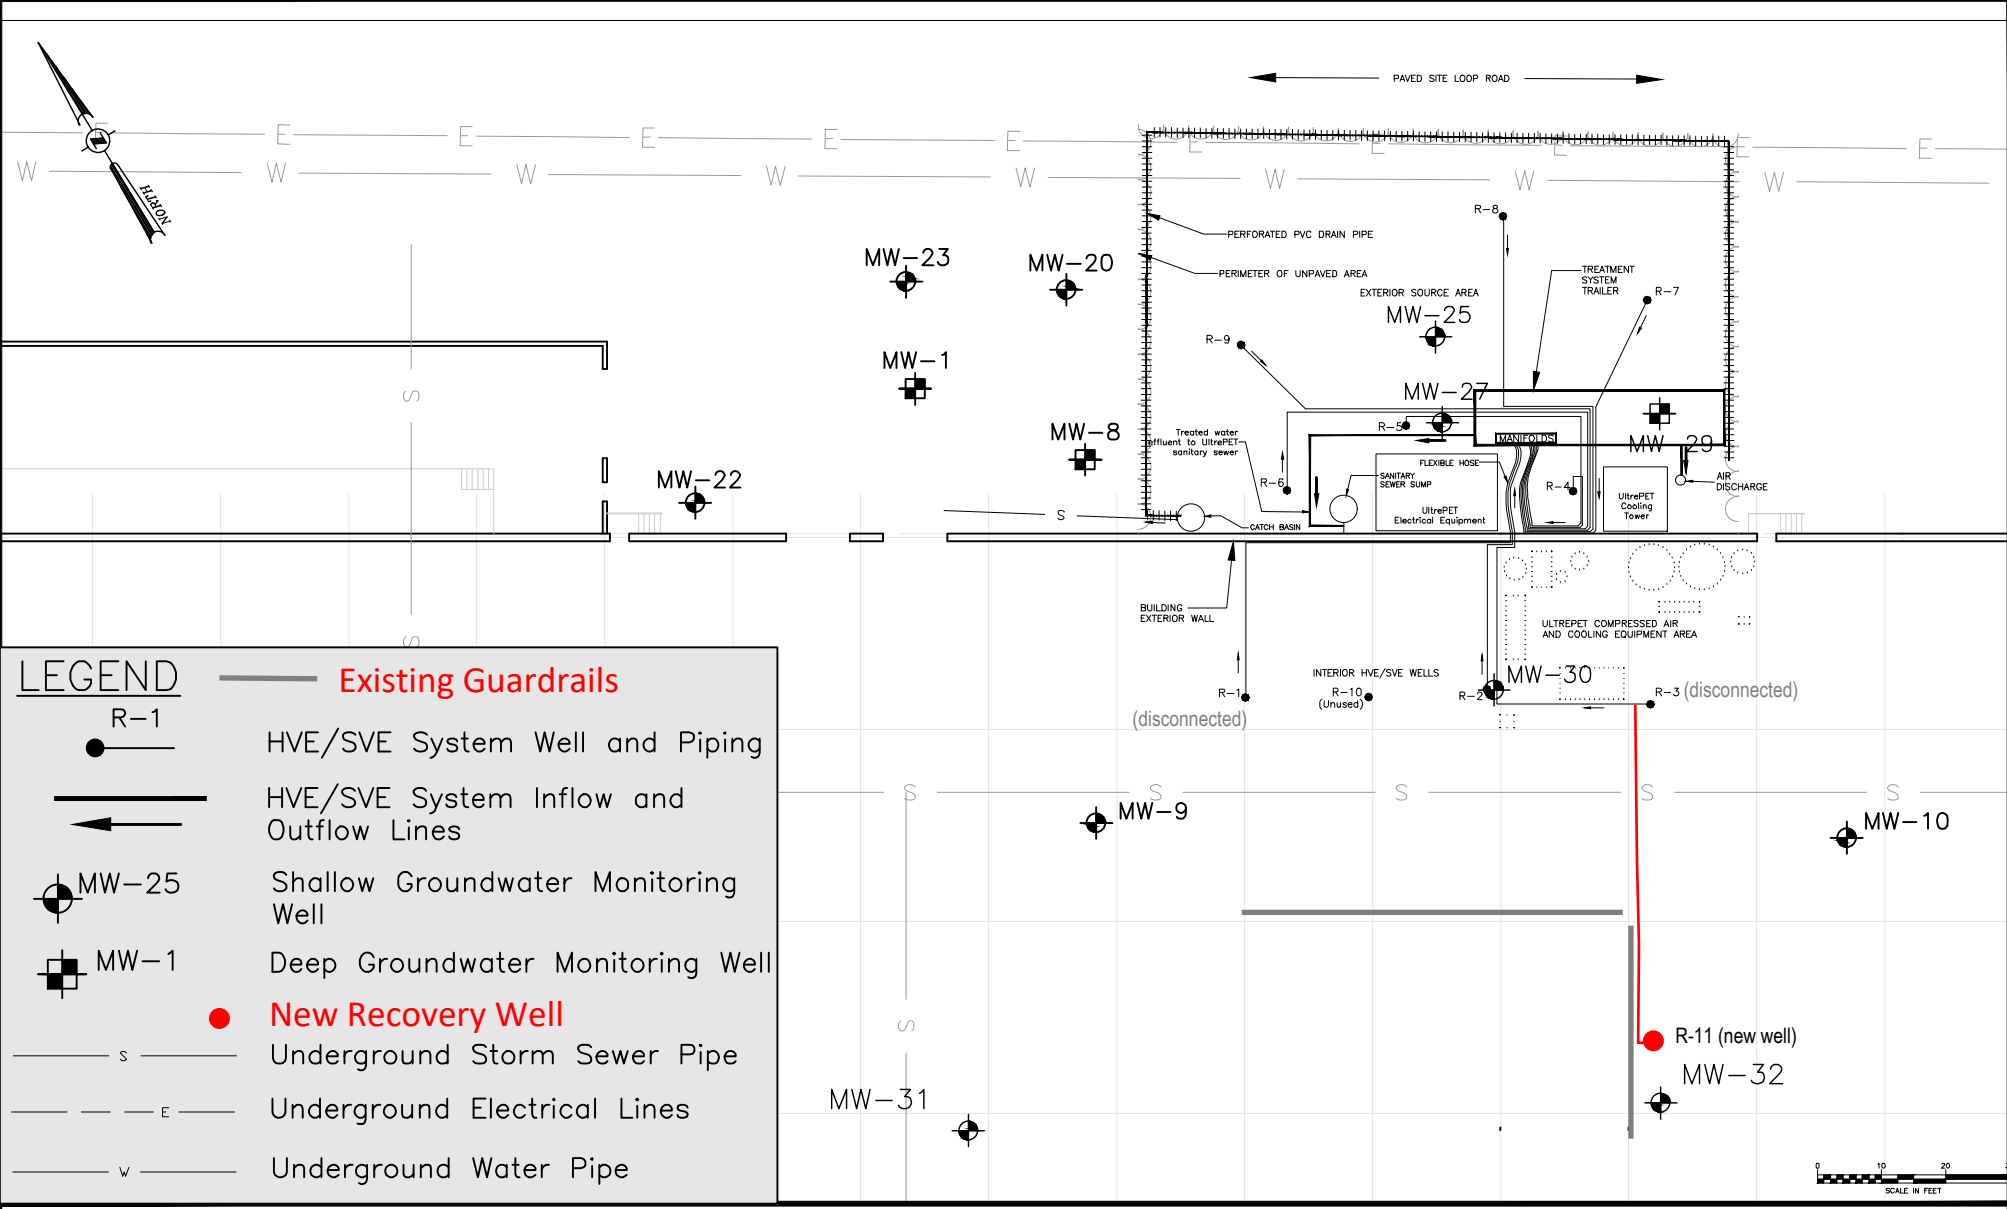 PAVED SITE LOOP ROAD
E E E E E E E E E E
W W W W W W W W
NORTH
R-8
PERFORATED PVC DRAIN PIPE
MW-23
MW-20
PERIMETER OF UNPAVED AREA
TREATMENT
SYSTEM
TRAILER
EXTERIOR SOURCE AREA
R-7
MW-25
R-9
MW-1
S
MW-27
R-5
MW-8
Treated water
effluent to UltrePET
sanitary sewer
MANIFOLDS
MW-29
FLEXIBLE HOSE
MW-22
R-6
SANITARY
SEWER SUMP
R-4
AIR
DISCHARGE
UltrePET
Cooling
Tower
UltrePET
Electrical Equipment
S
CATCH BASIN
BUILDING
EXTERIOR WALL
ULTREPET COMPRESSED AIR
AND COOLING EQUIPMENT AREA
S
INTERIOR HVE/SVE WELLS
MW-30
R-1
R-10
(Unused)
R-2
R-3 (disconnected)
(disconnected)
S S S S S
MW-9
MW-10
S
R-11 (new well)
MW-32
MW-31
LEGEND
Existing Guardrails
R-1
HVE/SVE System Well and Piping
HVE/SVE System Inflow and
Outflow Lines
MW-25 Shallow Groundwater Monitoring
Well
MW-1 Deep Groundwater Monitoring Well
New Recovery Well
S Underground Storm Sewer Pipe
E Underground Electrical Lines
W Underground Water Pipe
0 10 20
SCALE IN FEET